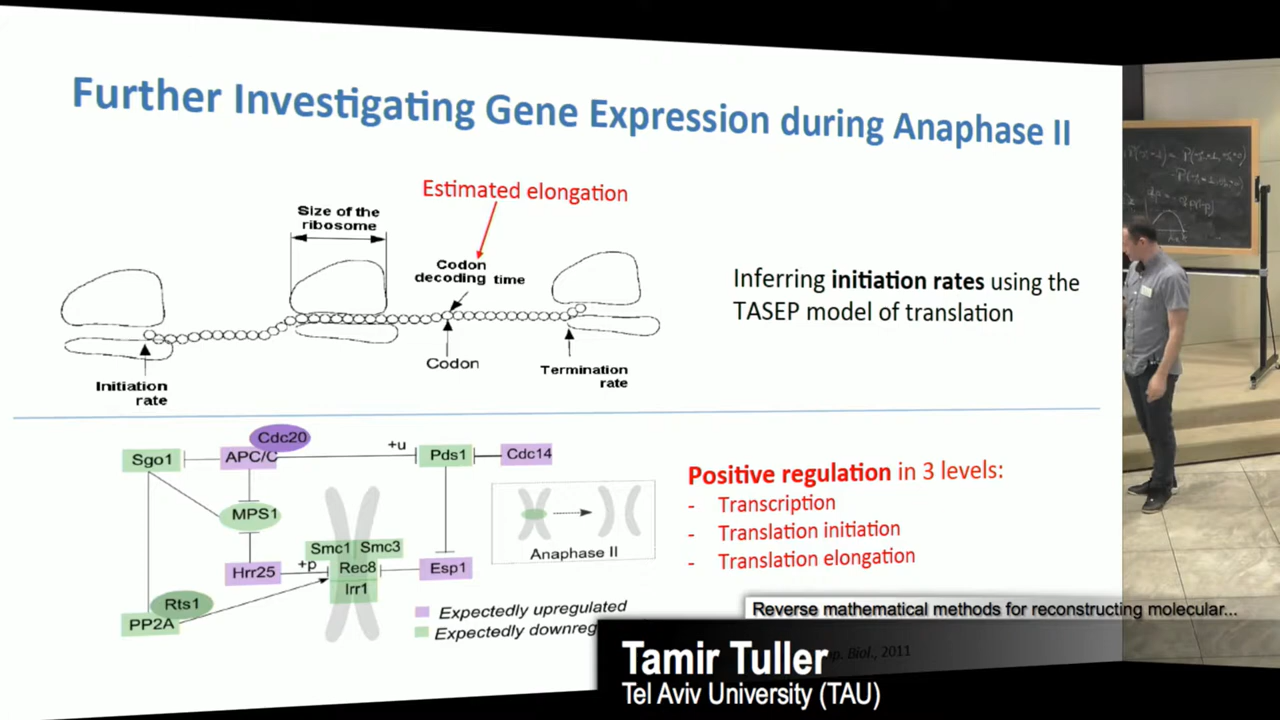 Further Investigating Gene Expression during Anaphase II
Estimated elongation
Size of the
ribosome
Codon
decoding time
Codon
Initiation
rate
Termination
rate
Inferring initiation rates using the
TASEP model of translation
Cdc20
Sgo1
APC/C
+u
Pds1
Cdc14
MPS1
Smc1
Smc3
Hrr25
+p
Rec8
Esp1
Irr1
Rts1
PP2A
Anaphase II
Expectedly upregulated
Expectedly downreg
Positive regulation in 3 levels:
- Transcription
- Translation initiation
- Translation elongation
Reverse mathematical methods for reconstructing molecular...
Biol., 2011
Tamir Tuller
Tel Aviv University (TAU)